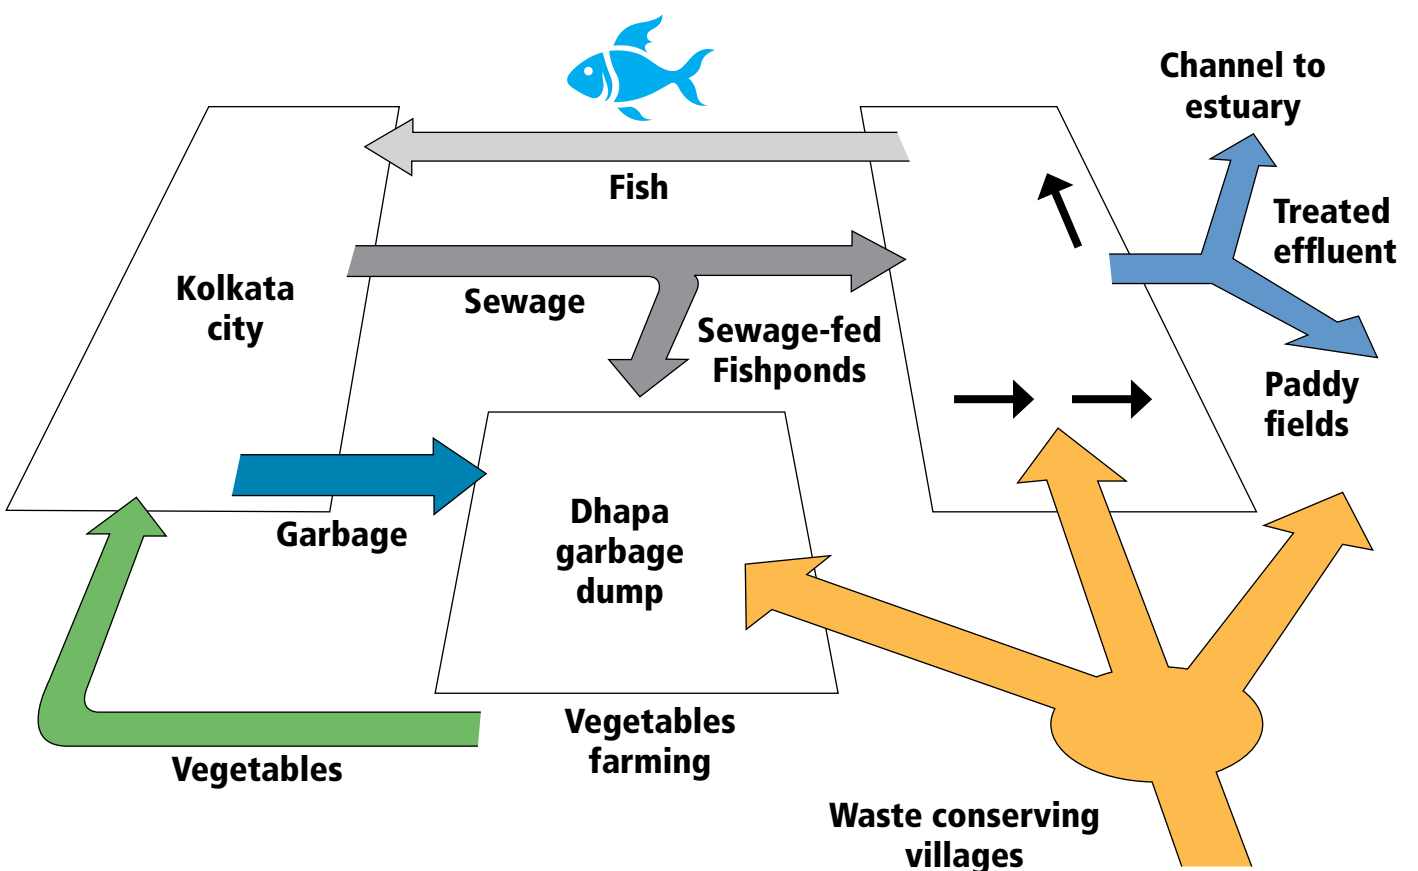 Channel to
estuary
Fish
Treated
effluent
Kolkata
city
Sewage
Sewage-fed
Fishponds
Paddy
fields
Garbage
Dhapa
garbage
dump
Vegetables
farming
Vegetables
Waste conserving
villages